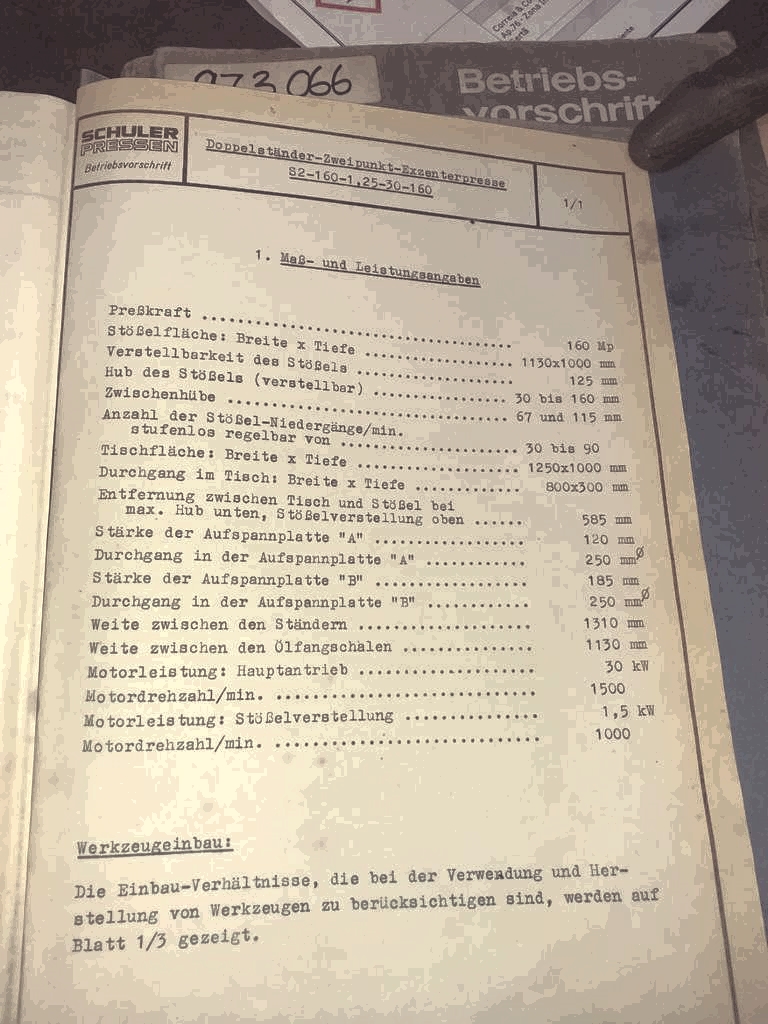 Correia &
Ap. 76 - Zona
973 066
Betriebs-
vorschrift
SCHULER
PRESSEN
Betriebsvorschrift
Doppelständer-Zweipunkt-Exzenterpresse
S2-160-1,25-30-160
1/1
1. Maß- und Leistungsangaben
Preßkraft ........ 160 Mp
Stößelfläche: Breite x Tiefe ........ 1130x1000 mm
Verstellbarkeit des Stößels ........ 125 mm
Hub des Stößels (verstellbar) ........ 30 bis 160 mm
Zwischenhübe ........ 67 und 115 mm
Anzahl der Stößel-Niedergänge/min.
stufenlos regelbar von ........ 30 bis 90
Tischfläche: Breite x Tiefe ........ 1250x1000 mm
Durchgang im Tisch: Breite x Tiefe ........ 800x300 mm
Entfernung zwischen Tisch und Stößel bei
max. Hub unten, Stößelverstellung oben ...... 585 mm
Stärke der Aufspannplatte "A" ........ 120 mm
Durchgang in der Aufspannplatte "A" ........ 250 mmØ
Stärke der Aufspannplatte "B" ........ 185 mm
Durchgang in der Aufspannplatte "B" ........ 250 mmØ
Weite zwischen den Ständern ........ 1310 mm
Weite zwischen den Ölfangschalen ........ 1130 mm
Motorleistung: Hauptantrieb ........ 30 kW
Motordrehzahl/min. ........ 1500
Motorleistung: Stößelverstellung ........ 1,5 kW
Motordrehzahl/min. ........ 1000
Werkzeugeinbau:
Die Einbau-Verhältnisse, die bei der Verwendung und Her-
stellung von Werkzeugen zu berücksichtigen sind, werden auf
Blatt 1/3 gezeigt.